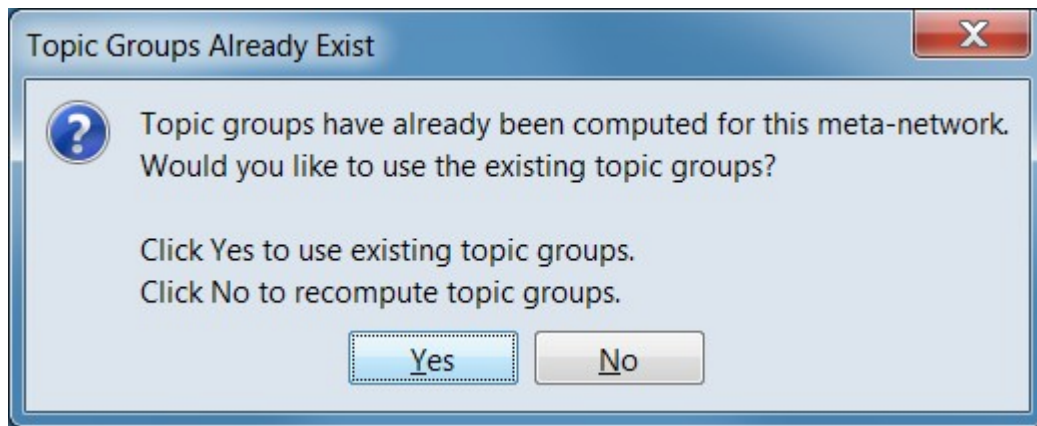 Topic Groups Already Exist
Topic groups have already been computed for this meta-network.
Would you like to use the existing topic groups?
Click Yes to use existing topic groups.
Click No to recompute topic groups.
Yes No